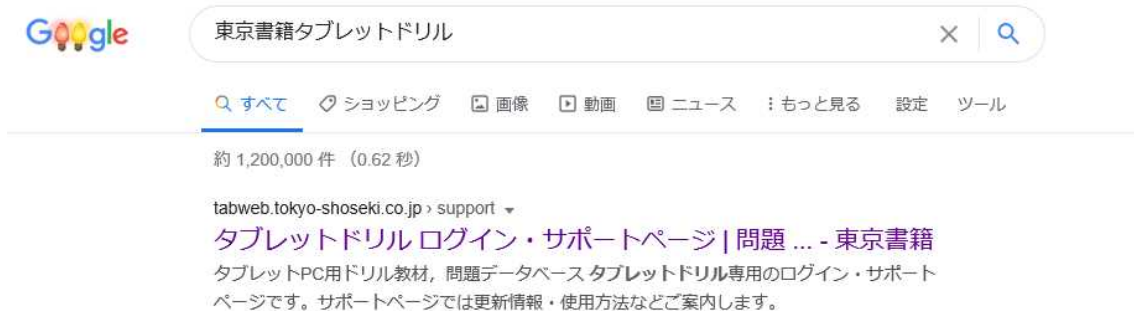 Google
東京書籍タブレットドリル
すべて ショッピング 画像 動画 ニュース もっと見る 設定 ツール
約 1,200,000 件 （0.62 秒）
tabweb.tokyo-shoseki.co.jp › support
タブレットドリル ログイン・サポートページ | 問題 ... - 東京書籍
タブレットPC用ドリル教材，問題データベース タブレットドリル専用のログイン・サポート
ページです。サポートページでは更新情報・使用方法などご案内します。